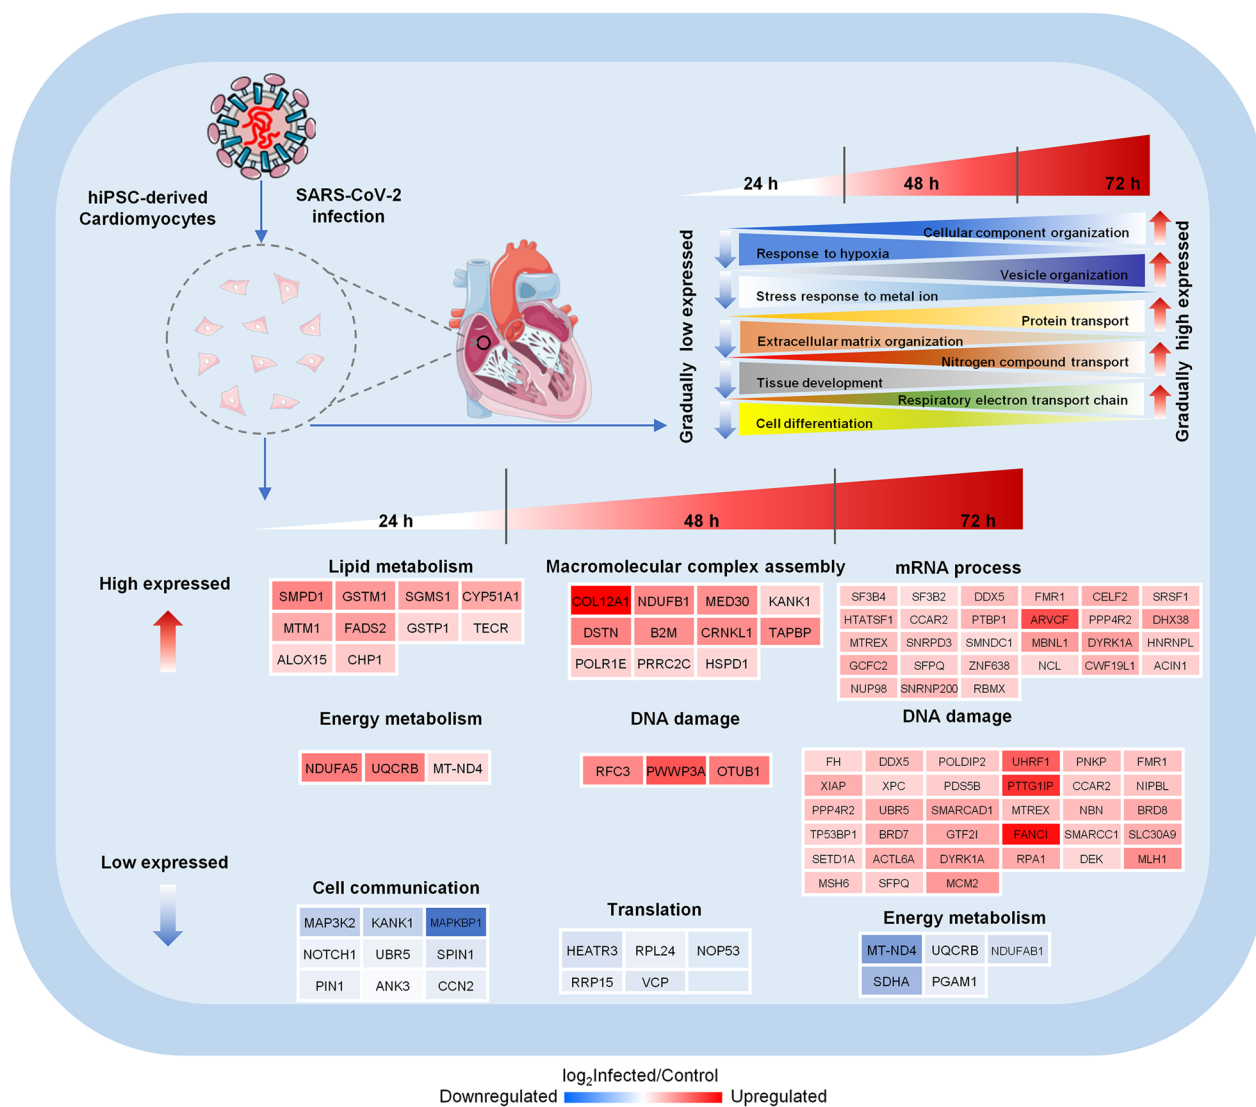 hiPSC-derived
Cardiomyocytes
SARS-CoV-2
infection
24 h
48 h
72 h
Gradually low expressed
Gradually high expressed
Cellular component organization
Response to hypoxia
Vesicle organization
Stress response to metal ion
Protein transport
Extracellular matrix organization
Nitrogen compound transport
Tissue development
Respiratory electron transport chain
Cell differentiation
24 h
48 h
72 h
High expressed
Lipid metabolism
SMPD1 GSTM1 SGMS1 CYP51A1
MTM1 FADS2 GSTP1 TECR
ALOX15 CHP1
Macromolecular complex assembly
COL12A1 NDUFB1 MED30 KANK1
DSTN B2M CRNKL1 TAPBP
POLR1E PRRC2C HSPD1
mRNA process
SF3B4 SF3B2 DDX5 FMR1 CELF2 SRSF1
HTATSF1 CCAR2 PTBP1 ARVCF PPP4R2 DHX38
MTREX SNRPD3 SMNDC1 MBNL1 DYRK1A HNRNPL
GCFC2 SFPQ ZNF638 NCL CWF19L1 ACIN1
NUP98 SNRNP200 RBMX
Energy metabolism
NDUFA5 UQCRB MT-ND4
DNA damage
RFC3 PWWP3A OTUB1
DNA damage
FH DDX5 POLDIP2 UHRF1 PNKP FMR1
XIAP XPC PDS5B PTTG1IP CCAR2 NIPBL
PPP4R2 UBR5 SMARCAD1 MTREX NBN BRD8
TP53BP1 BRD7 GTF2I FANCI SMARCC1 SLC30A9
SETD1A ACTL6A DYRK1A RPA1 DEK MLH1
MSH6 SFPQ MCM2
Low expressed
Cell communication
MAP3K2 KANK1 MAPKBP1
NOTCH1 UBR5 SPIN1
PIN1 ANK3 CCN2
Translation
HEATR3 RPL24 NOP53
RRP15 VCP
Energy metabolism
MT-ND4 UQCRB NDUFAB1
SDHA PGAM1
log₂Infected/Control
Downregulated Upregulated